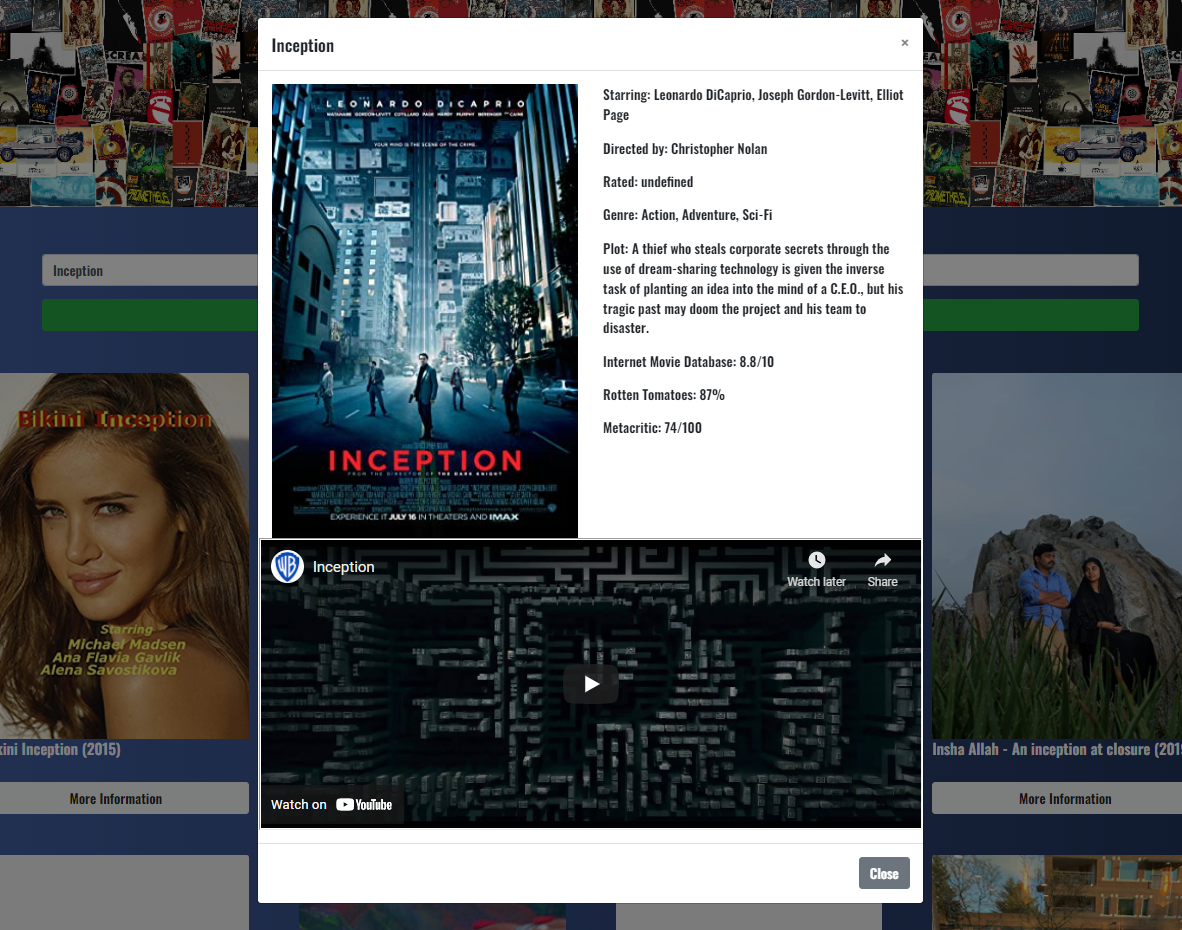 Inception
×
LEONARDO DiCAPRIO
WATANABE GORDON-LEVITT COTILLARD PAGE HARDY MURPHY BERENGER AND CAINE
YOUR MIND IS THE SCENE OF THE CRIME.
INCEPTION
FROM THE DIRECTOR OF THE DARK KNIGHT
EXPERIENCE IT JULY 16 IN THEATERS AND IMAX
Starring: Leonardo DiCaprio, Joseph Gordon-Levitt, Elliot
Page
Directed by: Christopher Nolan
Rated: undefined
Genre: Action, Adventure, Sci-Fi
Plot: A thief who steals corporate secrets through the
use of dream-sharing technology is given the inverse
task of planting an idea into the mind of a C.E.O., but his
tragic past may doom the project and his team to
disaster.
Internet Movie Database: 8.8/10
Rotten Tomatoes: 87%
Metacritic: 74/100
WB
Inception
Watch later
Share
Watch on YouTube
Close
Inception
Bikini Inception
Starring
Michael Madsen
Ana Flavia Gavlik
Alena Savostikova
kini Inception (2015)
More Information
Insha Allah - An inception at closure (201
More Information
PROMETHEUS